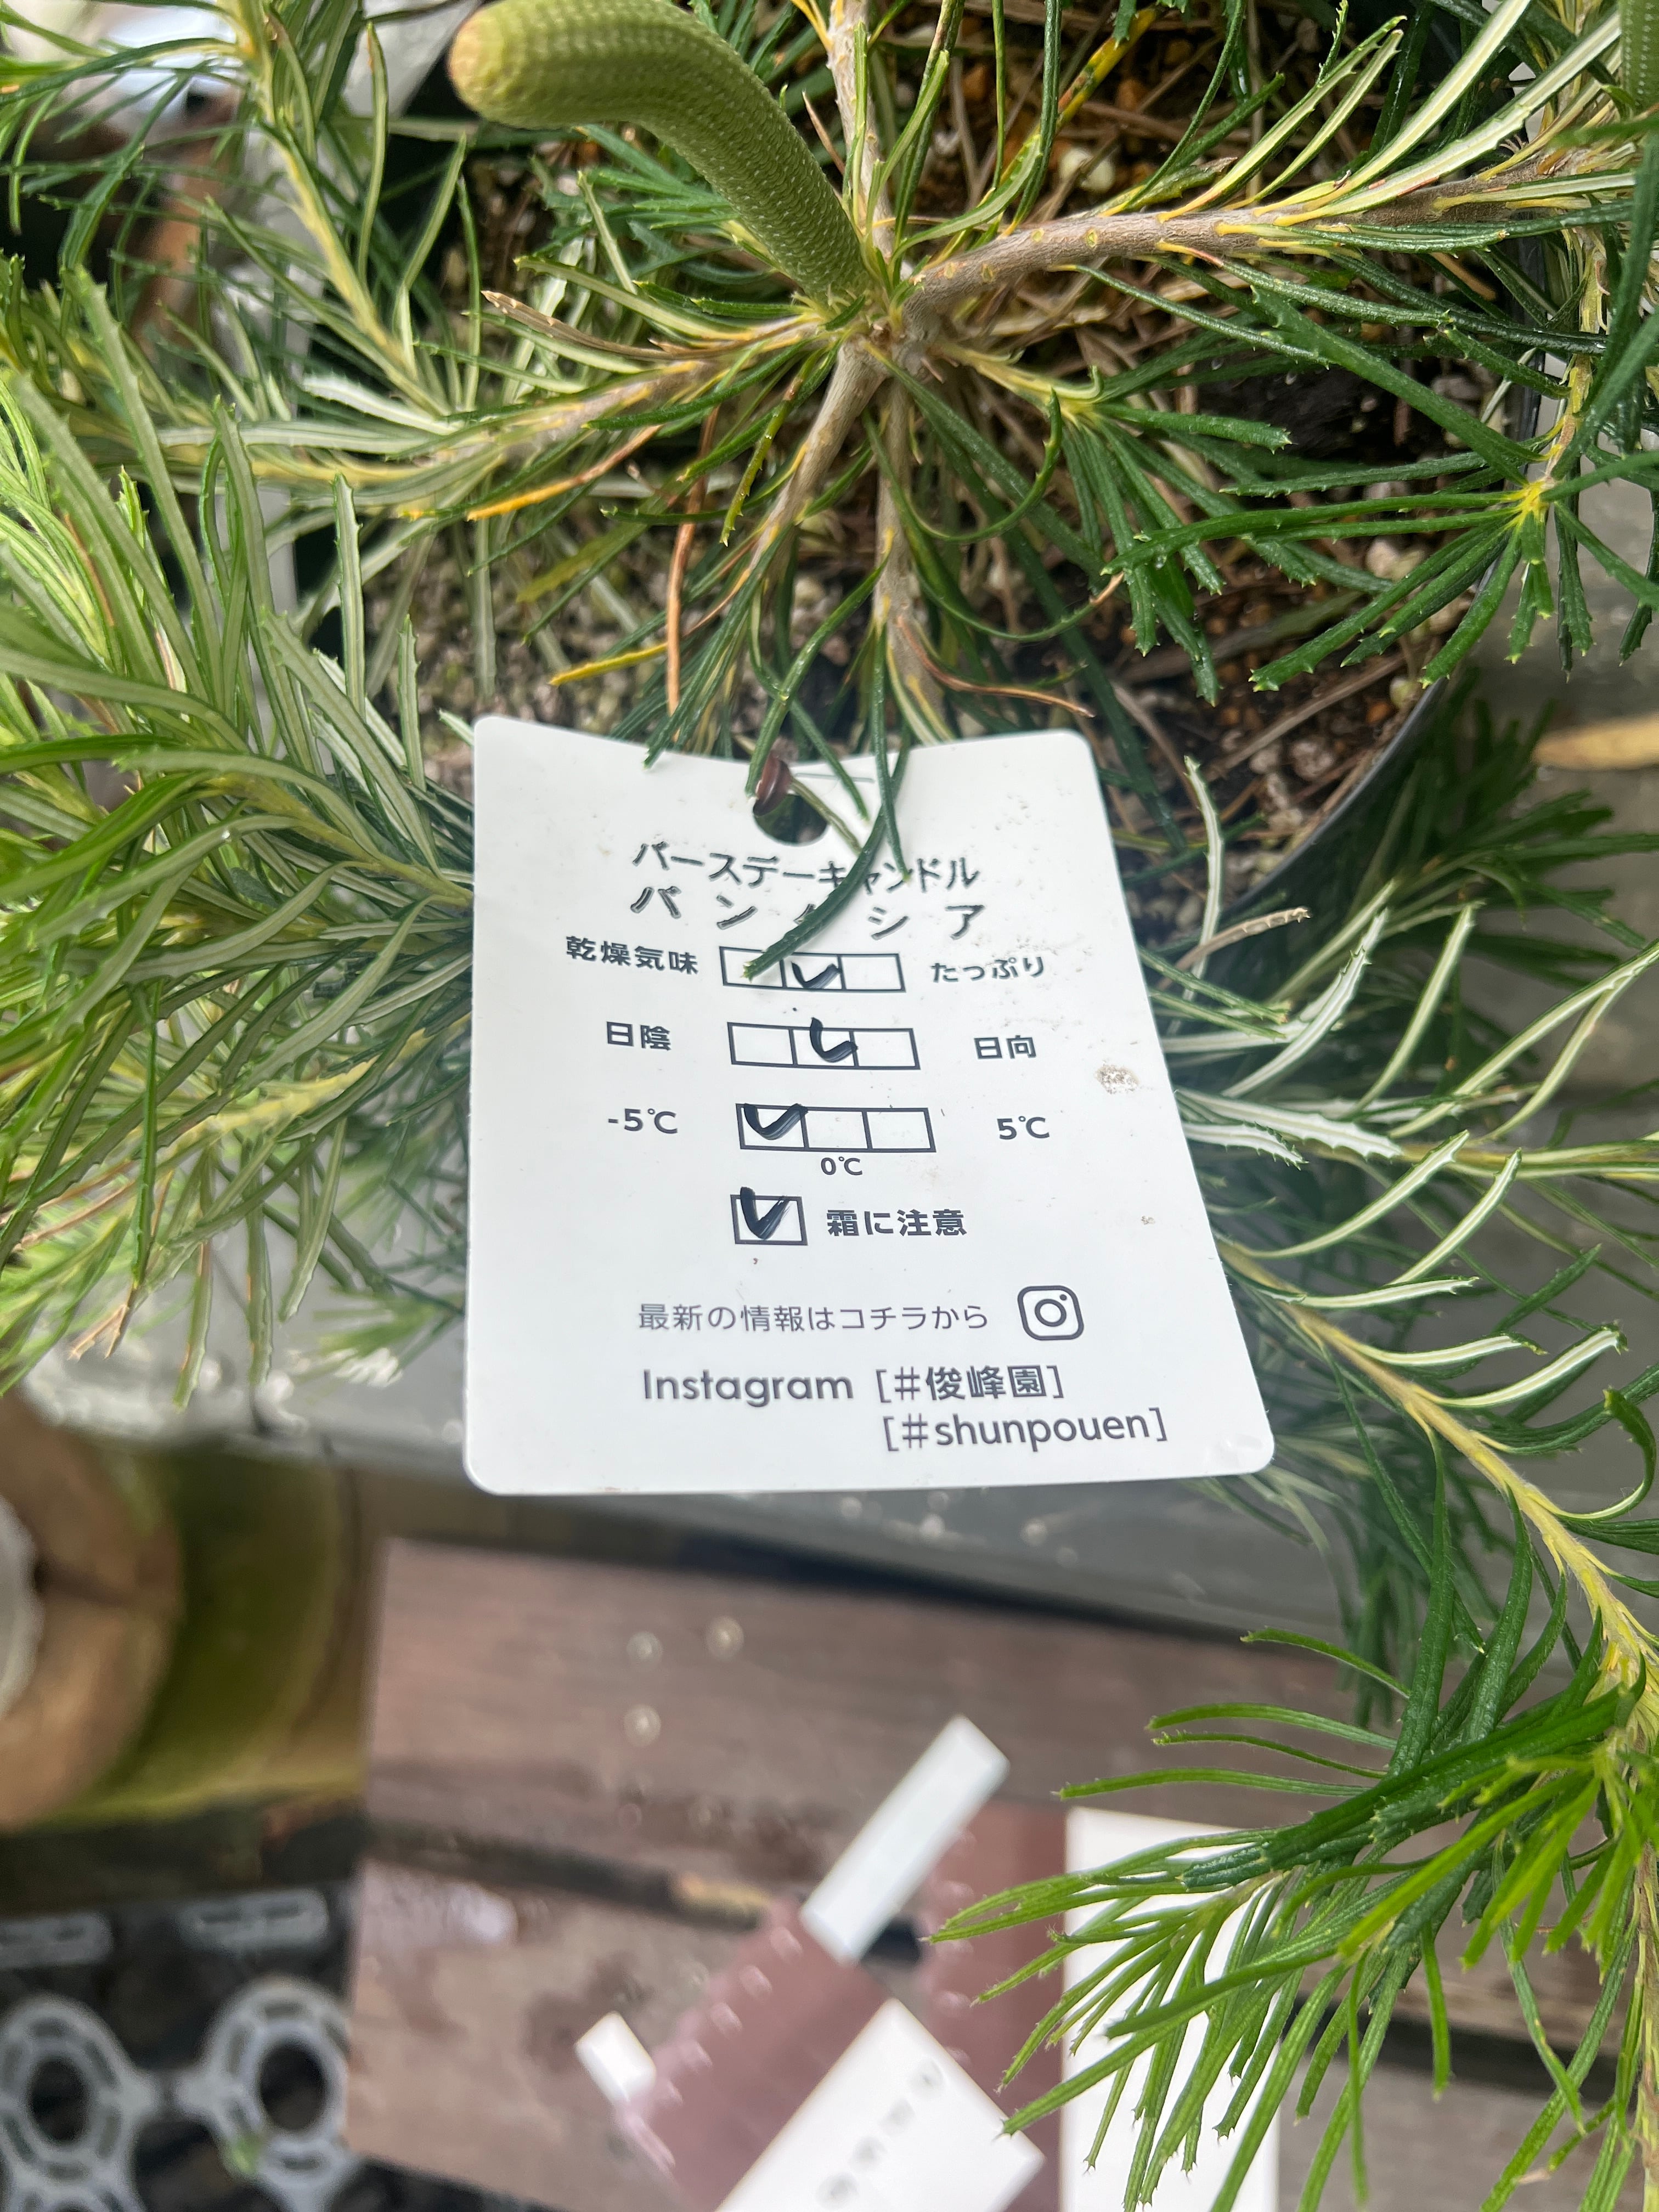 バースデーキャンドル
バンクシア
乾燥気味 たっぷり
日陰 日向
-5℃ 5℃
0℃
霜に注意
最新の情報はコチラから
Instagram [#俊峰園]
[#shunpouen]